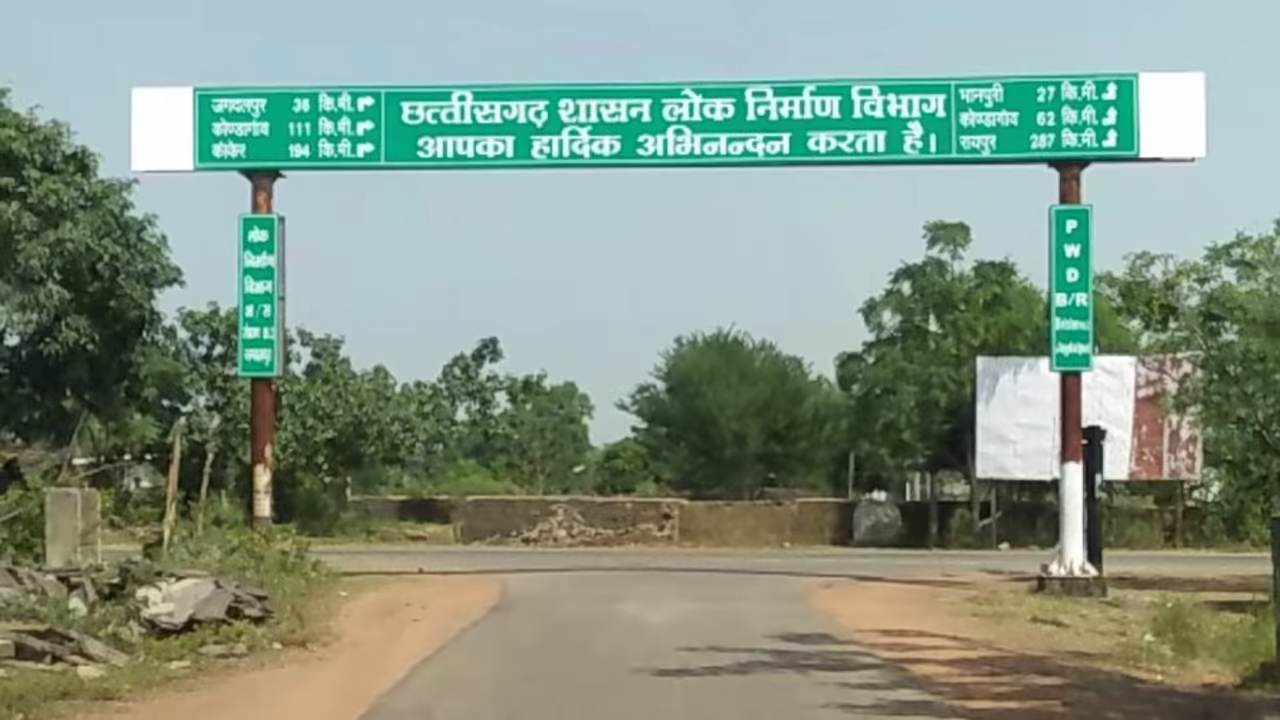 जगदलपुर 36 कि.मी.
कोण्डागांव 111 कि.मी.
कांकेर 194 कि.मी.
छत्तीसगढ़ शासन लोक निर्माण विभाग
आपका हार्दिक अभिनन्दन करता है।
भानपुरी 27 कि.मी.
कोण्डागांव 62 कि.मी.
रायपुर 287 कि.मी.
लोक
निर्माण
विभाग
P
W
D
B/R